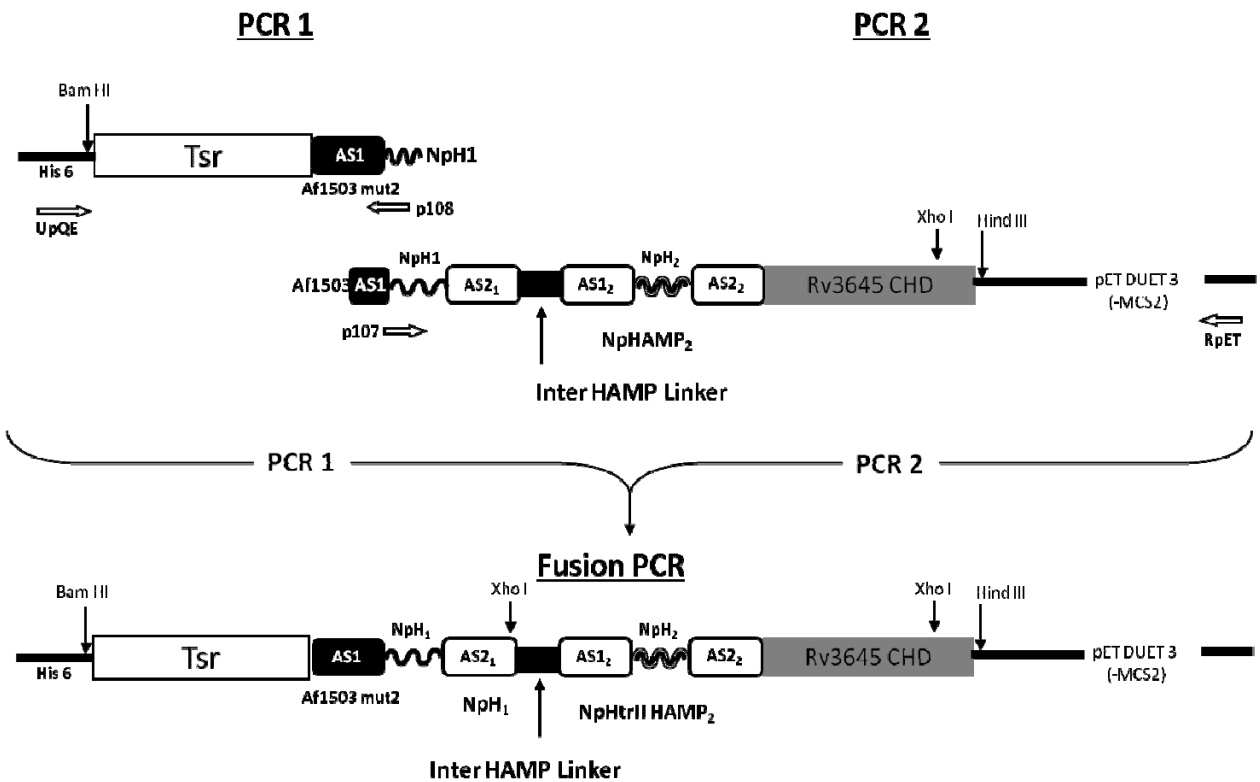 PCR 1
PCR 2
Bam HI
Tsr
AS1
NpH1
His 6
Af1503 mut2
UpQE
p108
Xho I
Hind III
NpH1
NpH₂
Af1503
AS1
AS2₁
AS1₂
AS2₂
Rv3645 CHD
pET DUET 3
(-MCS2)
p107
NpHAMP₂
RpET
Inter HAMP Linker
PCR 1
PCR 2
Fusion PCR
Bam HI
Xho I
Xho I
Hind III
NpH₁
NpH₂
Tsr
AS1
AS2₁
AS1₂
AS2₂
Rv3645 CHD
pET DUET 3
(-MCS2)
His 6
Af1503 mut2
NpH₁
NpHtrII HAMP₂
Inter HAMP Linker